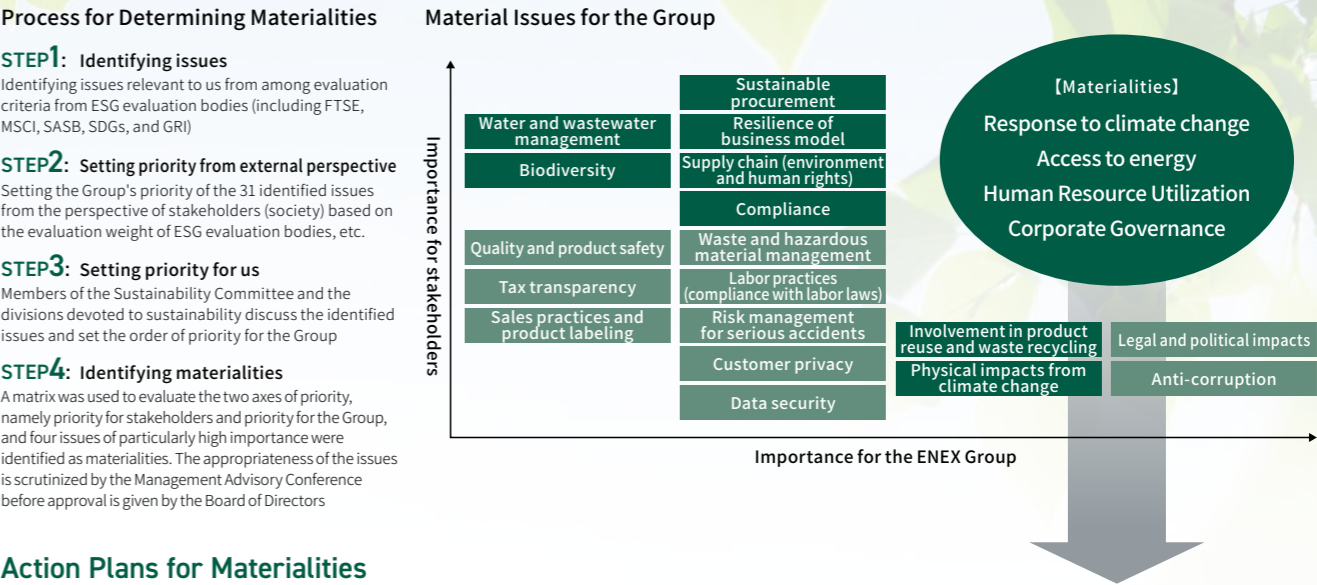 Process for Determining Materialities
STEP1: Identifying issues
Identifying issues relevant to us from among evaluation
criteria from ESG evaluation bodies (including FTSE,
MSCI, SASB, SDGs, and GRI)
STEP2: Setting priority from external perspective
Setting the Group's priority of the 31 identified issues
from the perspective of stakeholders (society) based on
the evaluation weight of ESG evaluation bodies, etc.
STEP3: Setting priority for us
Members of the Sustainability Committee and the
divisions devoted to sustainability discuss the identified
issues and set the order of priority for the Group
STEP4: Identifying materialities
A matrix was used to evaluate the two axes of priority,
namely priority for stakeholders and priority for the Group,
and four issues of particularly high importance were
identified as materialities. The appropriateness of the issues
is scrutinized by the Management Advisory Conference
before approval is given by the Board of Directors
Material Issues for the Group
Importance for stakeholders
Water and wastewater
management
Biodiversity
Quality and product safety
Tax transparency
Sales practices and
product labeling
Sustainable
procurement
Resilience of
business model
Supply chain (environment
and human rights)
Compliance
Waste and hazardous
material management
Labor practices
(compliance with labor laws)
Risk management
for serious accidents
Customer privacy
Data security
Involvement in product
reuse and waste recycling
Physical impacts from
climate change
Legal and political impacts
Anti-corruption
【Materialities】
Response to climate change
Access to energy
Human Resource Utilization
Corporate Governance
Importance for the ENEX Group
Action Plans for Materialities